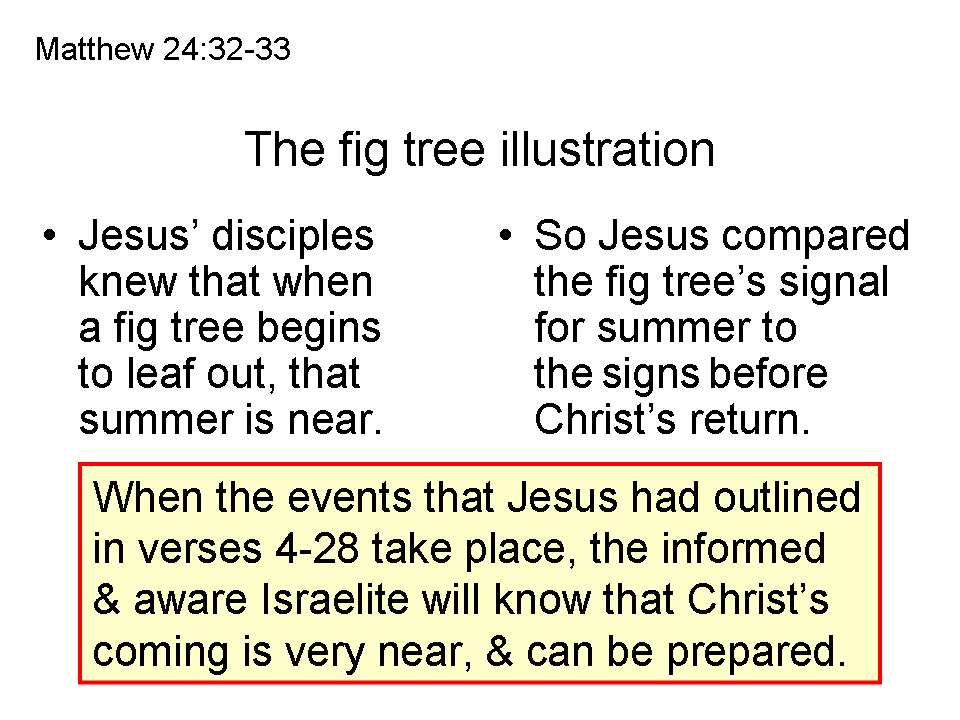 Matthew 24:32-33
The fig tree illustration
• Jesus’ disciples
knew that when
a fig tree begins
to leaf out, that
summer is near.
• So Jesus compared
the fig tree’s signal
for summer to
the signs before
Christ’s return.
When the events that Jesus had outlined
in verses 4-28 take place, the informed
& aware Israelite will know that Christ’s
coming is very near, & can be prepared.